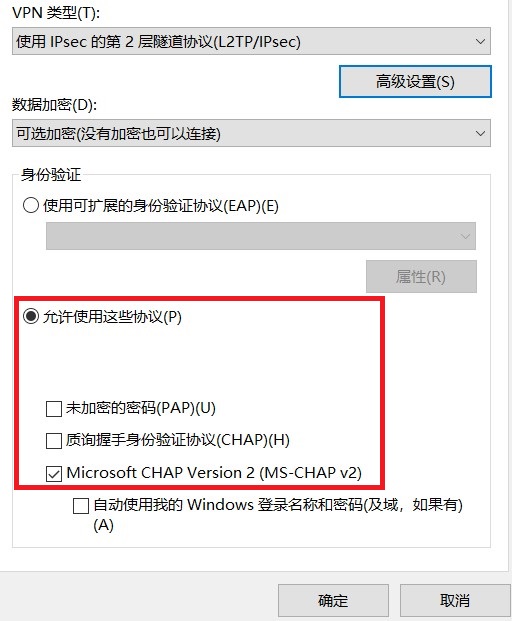 VPN 类型(T):
使用 IPsec 的第 2 层隧道协议(L2TP/IPsec)
高级设置(S)
数据加密(D):
可选加密(没有加密也可以连接)
身份验证
使用可扩展的身份验证协议(EAP)(E)
属性(R)
允许使用这些协议(P)
未加密的密码(PAP)(U)
质询握手身份验证协议(CHAP)(H)
Microsoft CHAP Version 2 (MS-CHAP v2)
自动使用我的 Windows 登录名称和密码(及域，如果有)
(A)
确定
取消